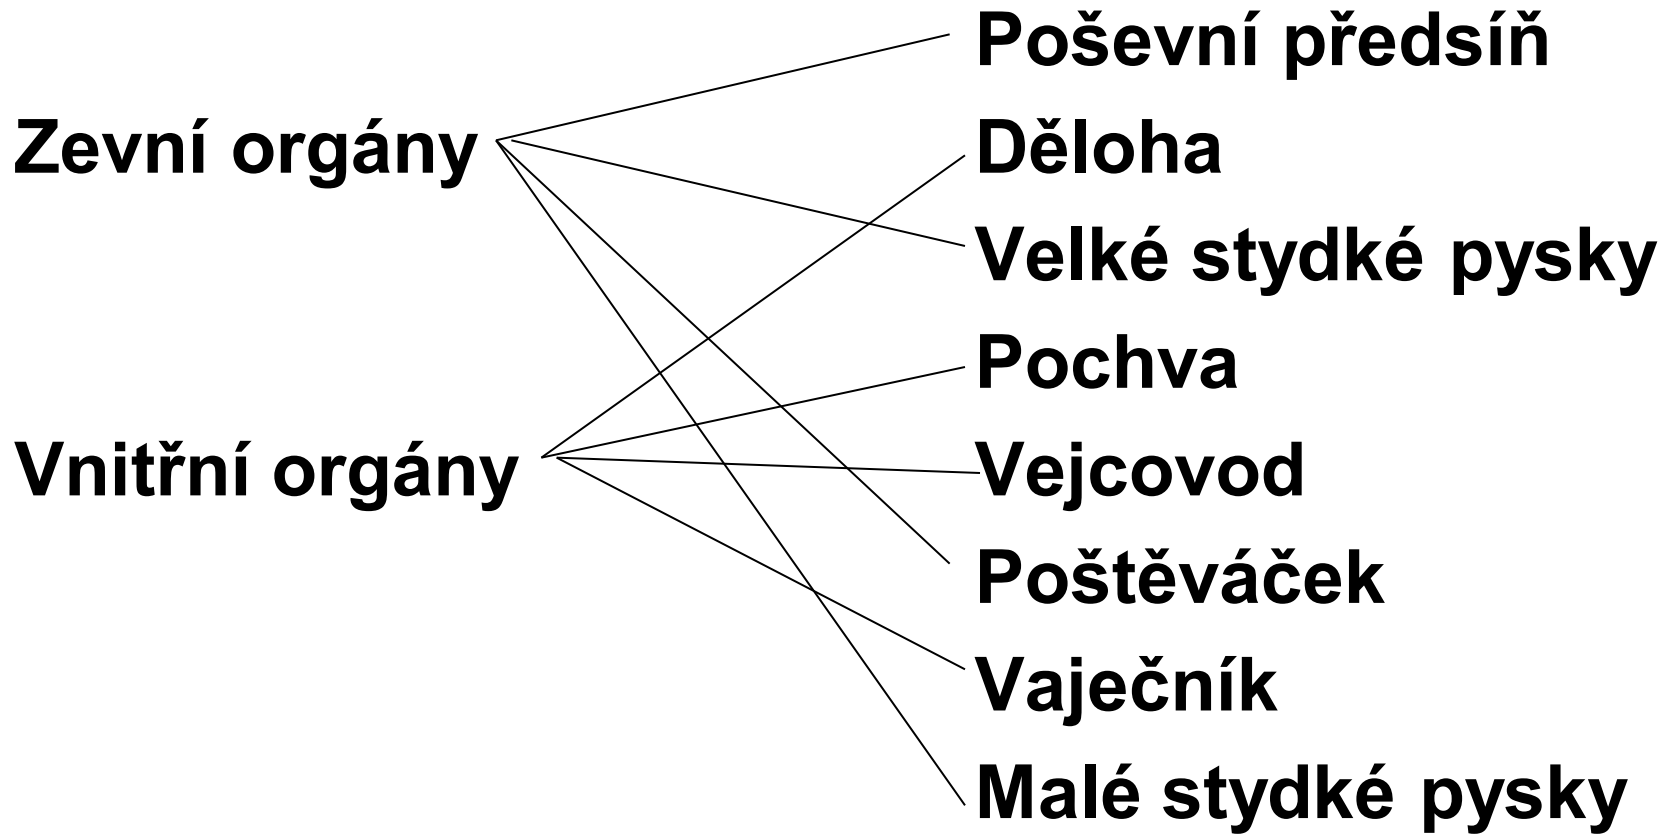 Zevní orgány
Vnitřní orgány
Poševní předsíň
Děloha
Velké stydké pysky
Pochva
Vejcovod
Poštěváček
Vaječník
Malé stydké pysky